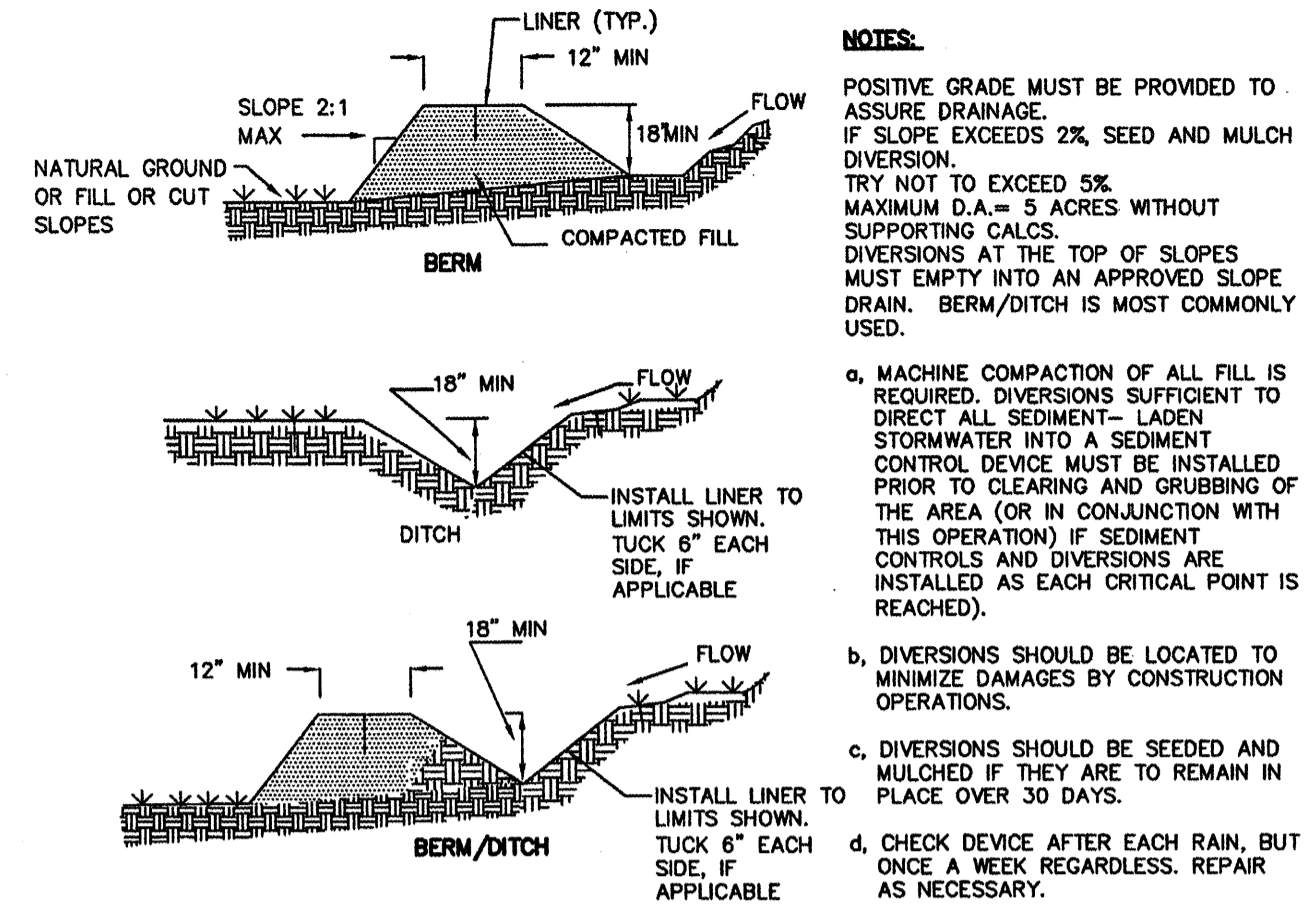 LINER (TYP.)
12" MIN
SLOPE 2:1
MAX
FLOW
18"MIN
NATURAL GROUND
OR FILL OR CUT
SLOPES
COMPACTED FILL
BERM
18" MIN
FLOW
INSTALL LINER TO
LIMITS SHOWN.
TUCK 6" EACH
SIDE, IF
APPLICABLE
DITCH
18" MIN
12" MIN
FLOW
INSTALL LINER TO
LIMITS SHOWN.
TUCK 6" EACH
SIDE, IF
APPLICABLE
BERM/DITCH
NOTES:
POSITIVE GRADE MUST BE PROVIDED TO
ASSURE DRAINAGE.
IF SLOPE EXCEEDS 2%, SEED AND MULCH
DIVERSION.
TRY NOT TO EXCEED 5%.
MAXIMUM D.A.= 5 ACRES WITHOUT
SUPPORTING CALCS.
DIVERSIONS AT THE TOP OF SLOPES
MUST EMPTY INTO AN APPROVED SLOPE
DRAIN. BERM/DITCH IS MOST COMMONLY
USED.
a, MACHINE COMPACTION OF ALL FILL IS
REQUIRED. DIVERSIONS SUFFICIENT TO
DIRECT ALL SEDIMENT- LADEN
STORMWATER INTO A SEDIMENT
CONTROL DEVICE MUST BE INSTALLED
PRIOR TO CLEARING AND GRUBBING OF
THE AREA (OR IN CONJUNCTION WITH
THIS OPERATION) IF SEDIMENT
CONTROLS AND DIVERSIONS ARE
INSTALLED AS EACH CRITICAL POINT IS
REACHED).
b, DIVERSIONS SHOULD BE LOCATED TO
MINIMIZE DAMAGES BY CONSTRUCTION
OPERATIONS.
c, DIVERSIONS SHOULD BE SEEDED AND
MULCHED IF THEY ARE TO REMAIN IN
PLACE OVER 30 DAYS.
d, CHECK DEVICE AFTER EACH RAIN, BUT
ONCE A WEEK REGARDLESS. REPAIR
AS NECESSARY.